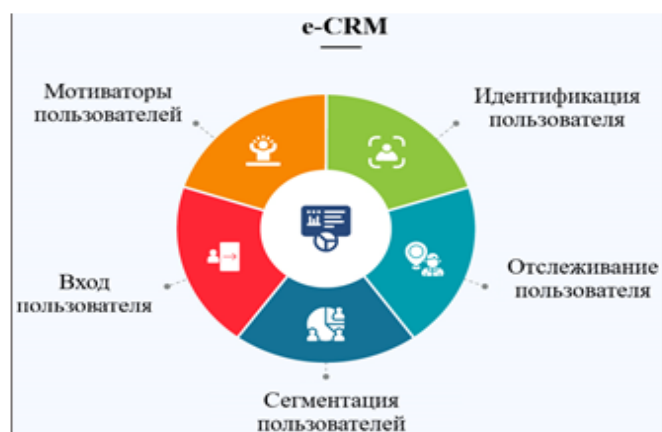 e-CRM
Мотиваторы
пользователей
Идентификация
пользователя
Вход
пользователя
Отслеживание
пользователя
Сегментация
пользователей